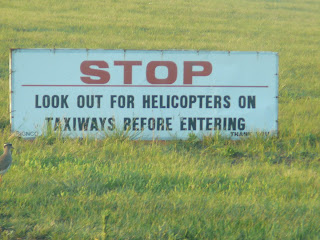 STOP
LOOK OUT FOR HELICOPTERS ON
TAXIWAYS BEFORE ENTERING